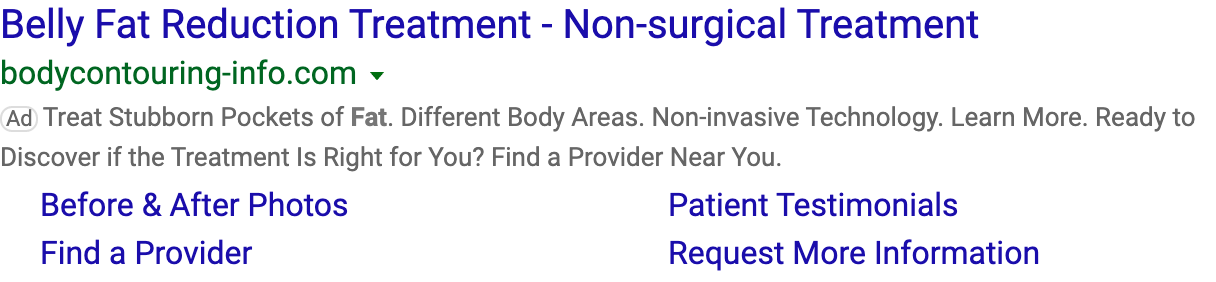 Belly Fat Reduction Treatment - Non-surgical Treatment
bodycontouring-info.com
Ad Treat Stubborn Pockets of Fat. Different Body Areas. Non-invasive Technology. Learn More. Ready to
Discover if the Treatment Is Right for You? Find a Provider Near You.
Before & After Photos Patient Testimonials
Find a Provider Request More Information